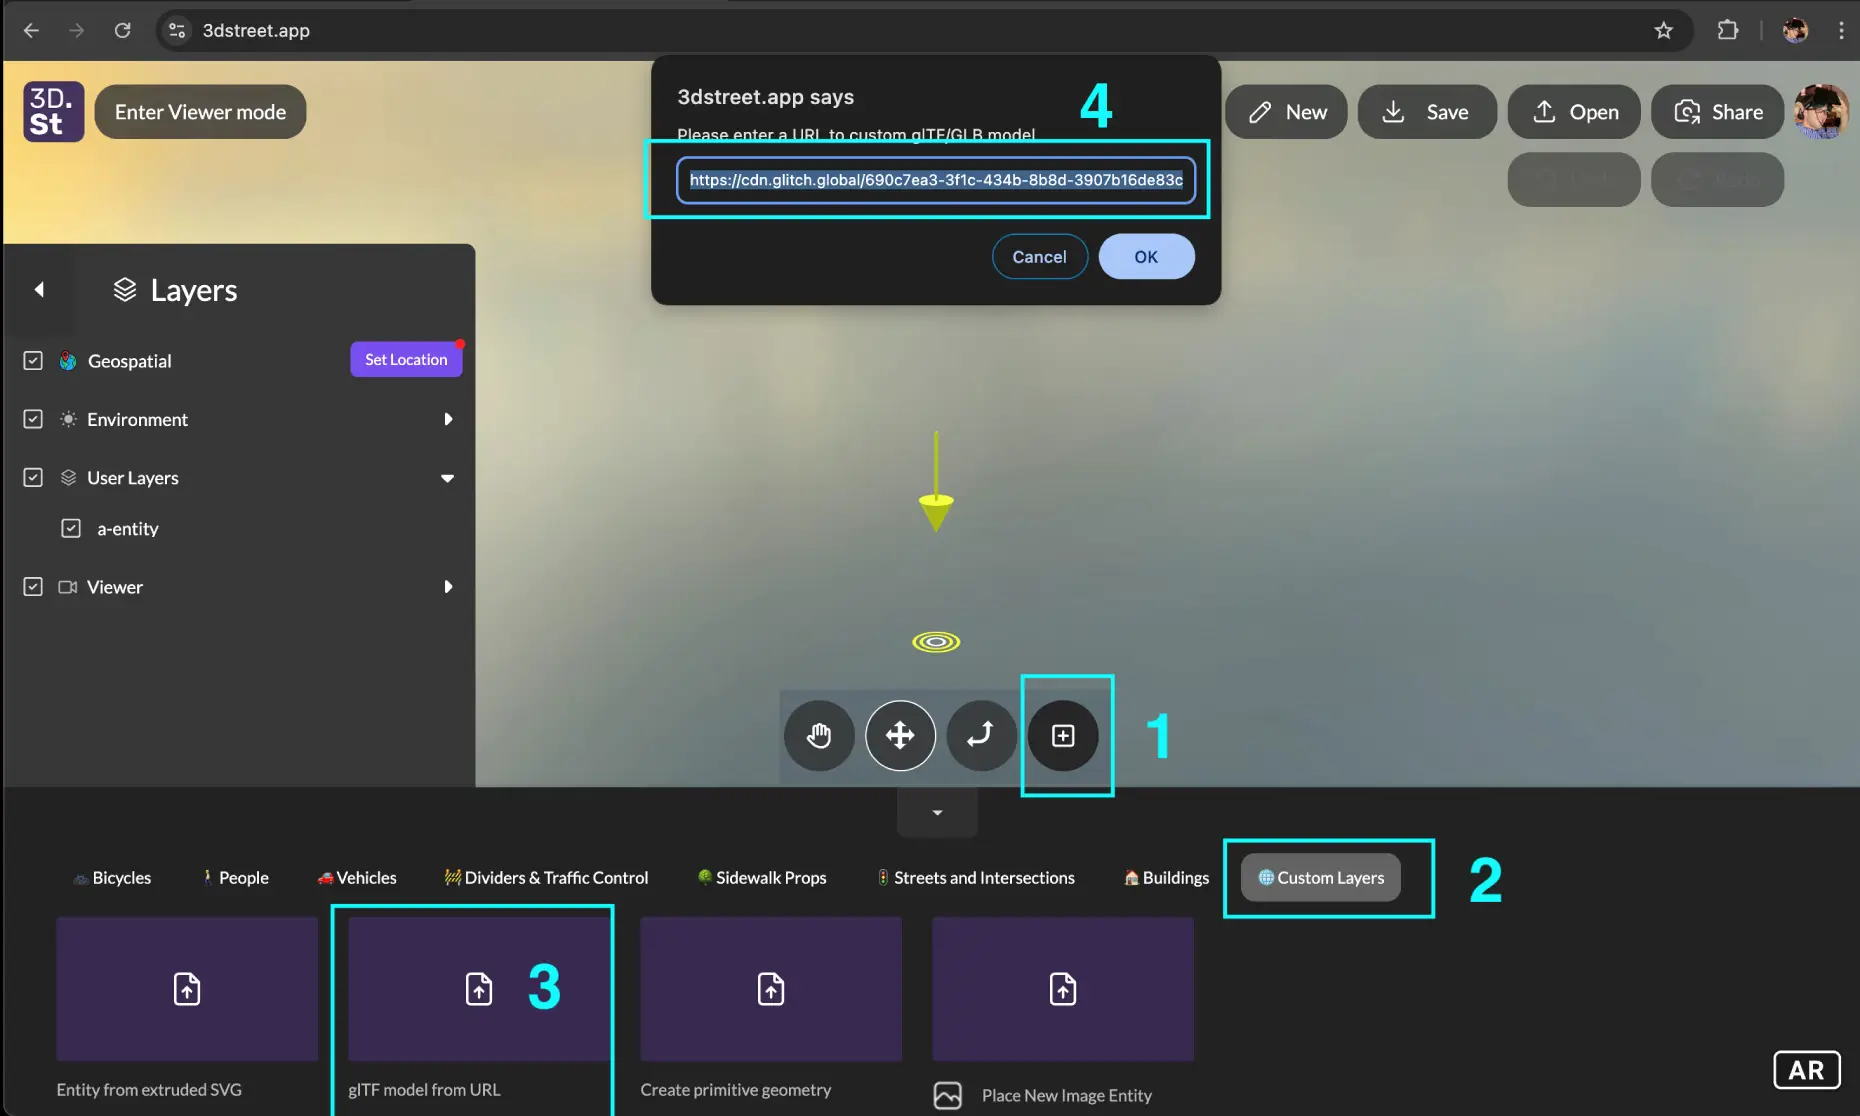 3dstreet.app
3D.
st
Enter Viewer mode
3dstreet.app says
4
Please enter a URL to custom glTF/GLB model
https://cdn.glitch.global/690c7ea3-3f1c-434b-8b8d-3907b16de83c
Cancel
OK
New
Save
Open
Share
Undo
Redo
Layers
Geospatial
Set Location
Environment
User Layers
a-entity
Viewer
1
Bicycles
People
Vehicles
Dividers & Traffic Control
Sidewalk Props
Streets and Intersections
Buildings
Custom Layers
2
3
Entity from extruded SVG
glTF model from URL
Create primitive geometry
Place New Image Entity
AR